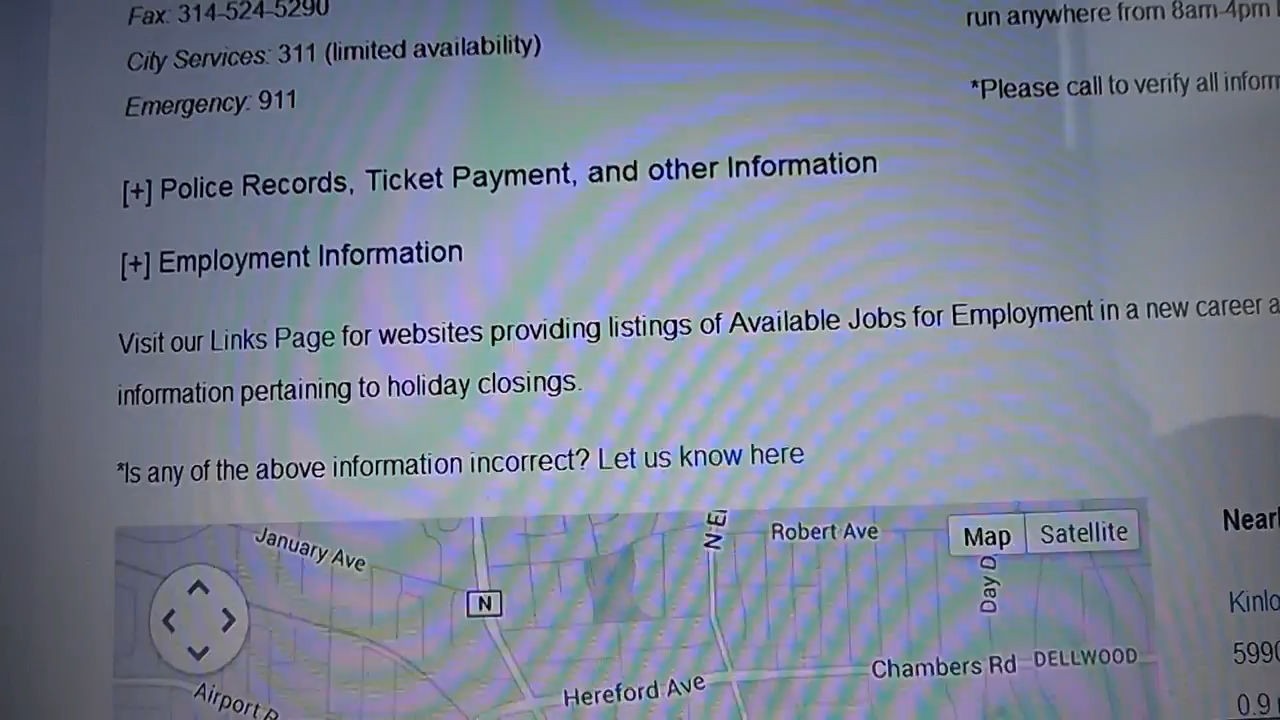 Fax: 314-524-5290
run anywhere from 8am-4pm
City Services: 311 (limited availability)
*Please call to verify all
Emergency: 911
[+] Police Records, Ticket Payment, and other Information
[+] Employment Information
Visit our Links Page for websites providing listings of Available Jobs for Employment in a new career
information pertaining to holiday closings.
*Is any of the above information incorrect? Let us know here
January Ave
Robert Ave
Map
Satellite
N
Chambers Rd
DELLWOOD
Hereford Ave
Airport